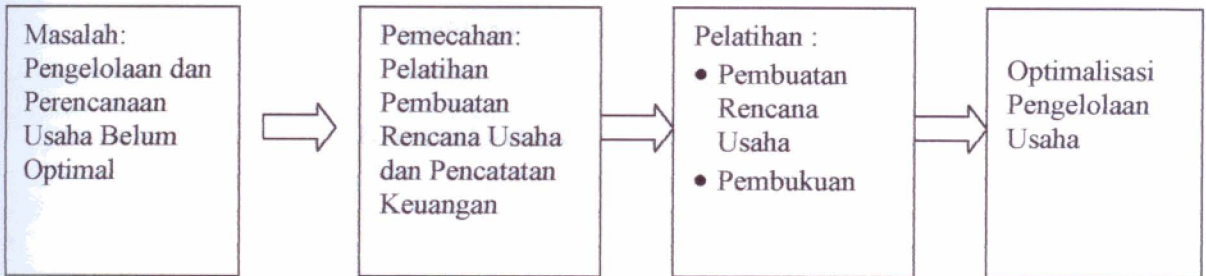 Masalah:
Pengelolaan dan
Perencanaan
Usaha Belum
Optimal
Pemecahan:
Pelatihan
Pembuatan
Rencana Usaha
dan Pencatatan
Keuangan
Pelatihan :
• Pembuatan
Rencana
Usaha
• Pembukuan
Optimalisasi
Pengelolaan
Usaha